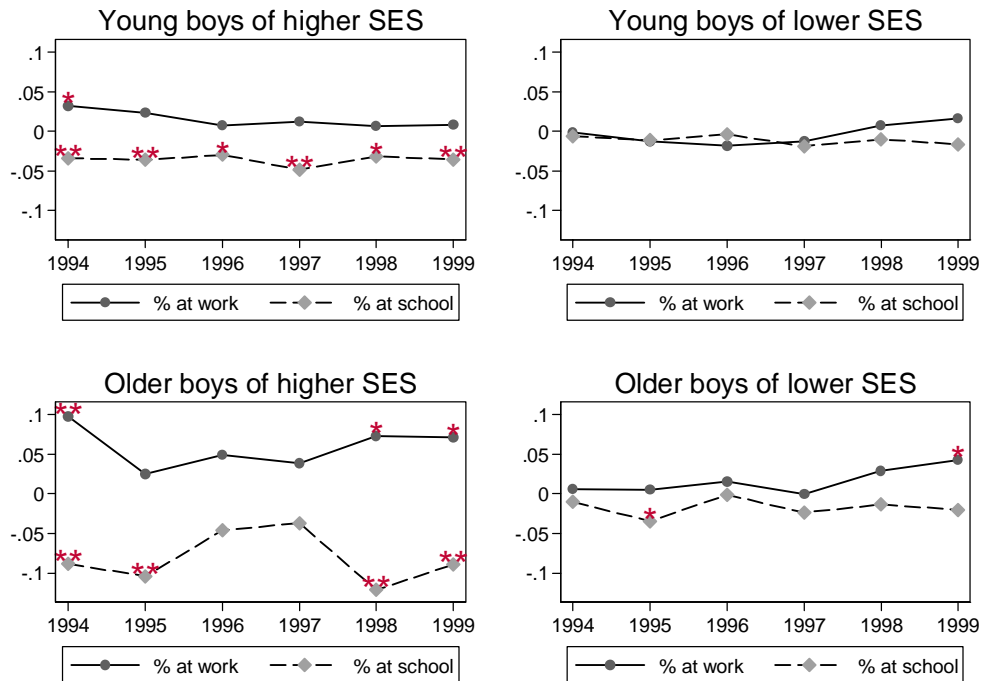 Young boys of higher SES
.1
.05
0
-.05
-.1
*
** ** * ** * **
1994 1995 1996 1997 1998 1999
% at work % at school
Young boys of lower SES
.1
.05
0
-.05
-.1
1994 1995 1996 1997 1998 1999
% at work % at school
Older boys of higher SES
.1
.05
0
-.05
-.1
** * *
** ** ** **
1994 1995 1996 1997 1998 1999
% at work % at school
Older boys of lower SES
.1
.05
0
-.05
-.1
*
*
1994 1995 1996 1997 1998 1999
% at work % at school